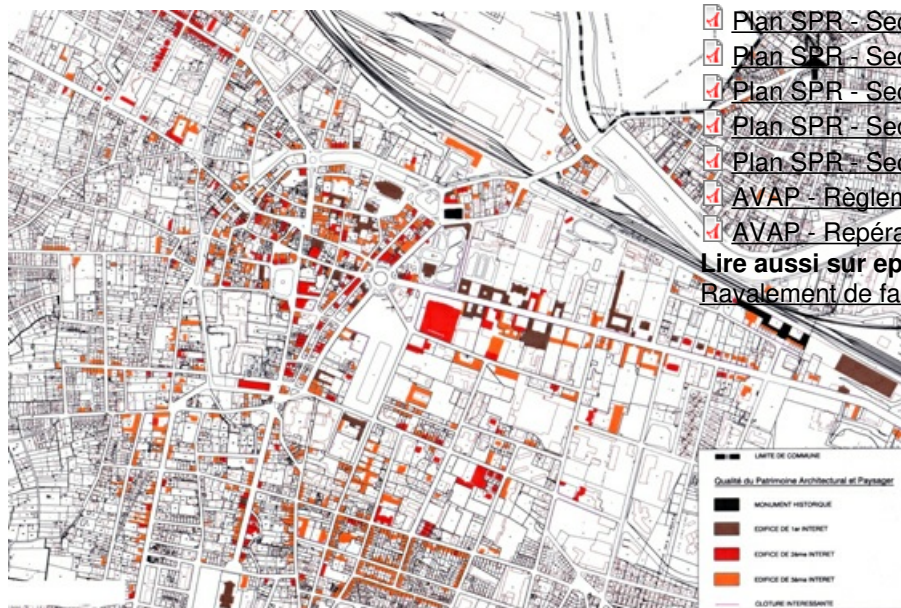 Plan SPR - Sec
Plan SPR - Sec
Plan SPR - Sec
Plan SPR - Sec
Plan SPR - Sec
AVAP - Règlem
AVAP - Repéra
Lire aussi sur ep
Ravalement de fa
LIMITE DE COMMUNE
Qualité du Patrimoine Architectural et Paysager
MONUMENT HISTORIQUE
EDIFICE DE 1er INTERET
EDIFICE DE 2ème INTERET
EDIFICE DE 3ème INTERET
CLOTURE INTERESSANTE